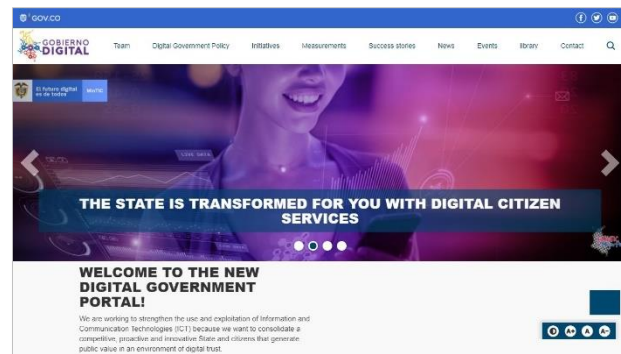 GOV.CO
GOBIERNO
DIGITAL
Team Digital Government Policy Initiatives Measurements Success stories News Events library Contact
El futuro digital
es de todos
MinTIC
THE STATE IS TRANSFORMED FOR YOU WITH DIGITAL CITIZEN
SERVICES
WELCOME TO THE NEW
DIGITAL GOVERNMENT
PORTAL!
We are working to strengthen the use and exploitation of Information and
Communication Technologies (ICT) because we want to consolidate a
competitive, proactive and innovative State and citizens that generate
public value in an environment of digital trust.
A+ A A-